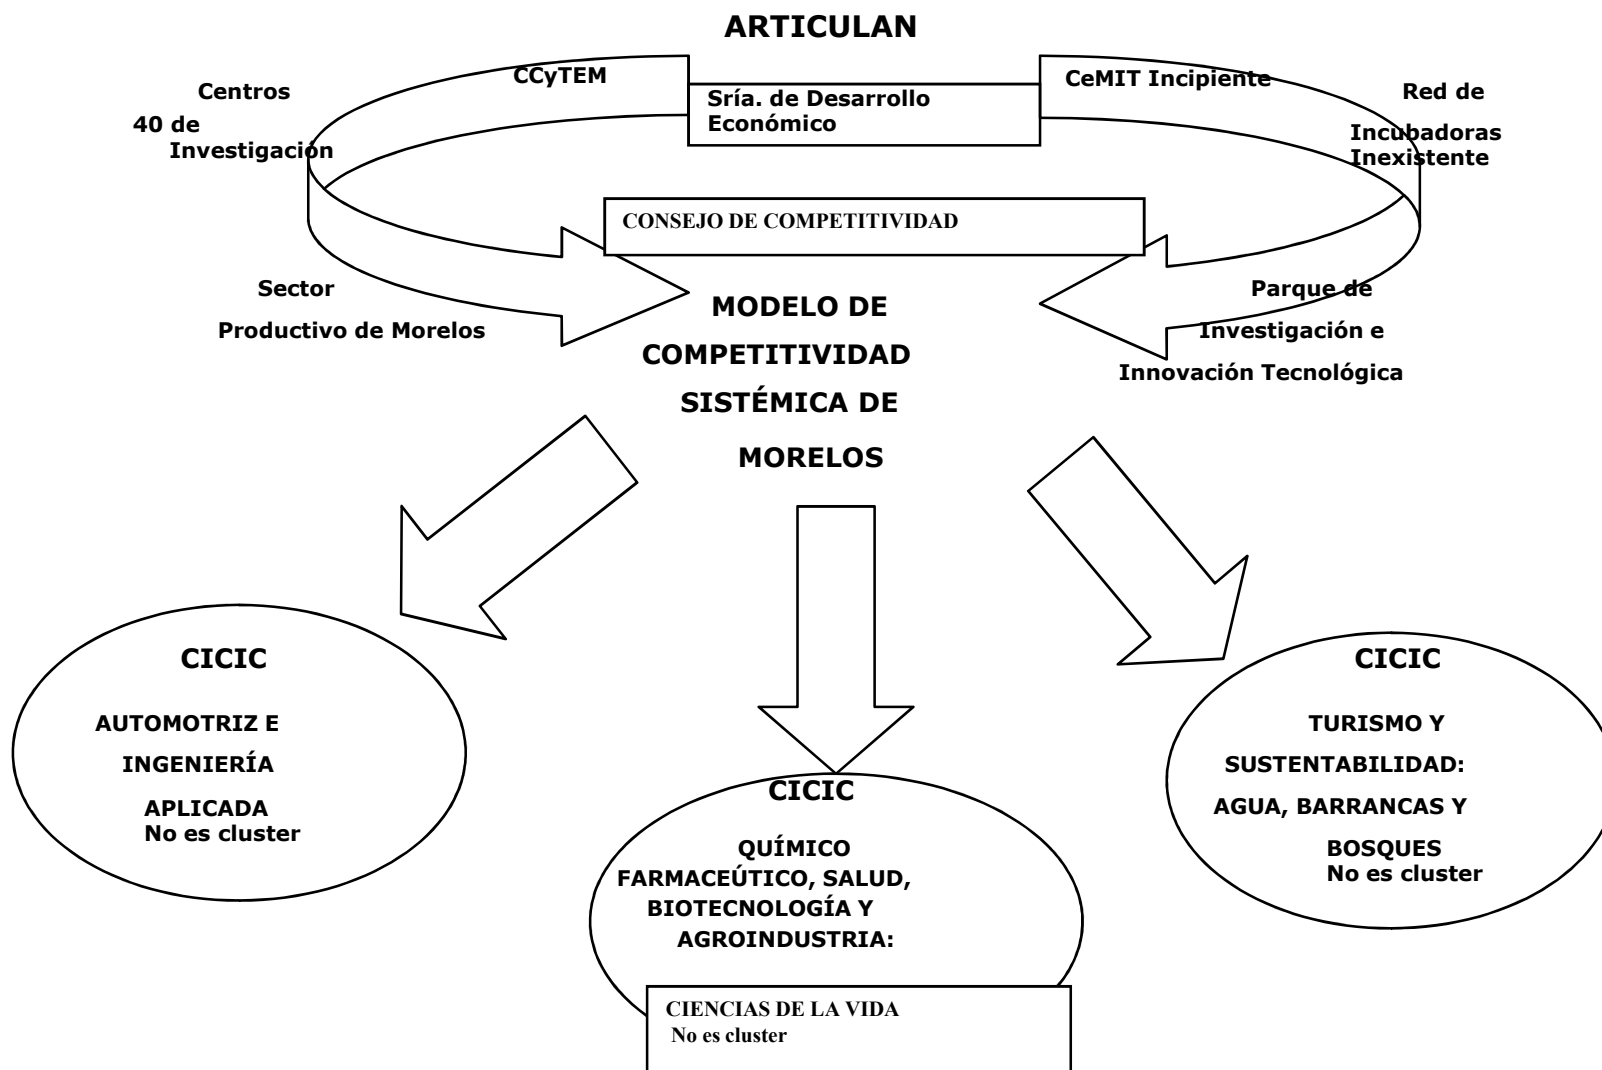 ARTICULAN
CCyTEM
Sría. de Desarrollo
Económico
CeMIT Incipiente
Centros
40 de
Investigación
Red de
Incubadoras
Inexistente
CONSEJO DE COMPETITIVIDAD
Sector
Productivo de Morelos
MODELO DE
COMPETITIVIDAD
SISTÉMICA DE
MORELOS
Parque de
Investigación e
Innovación Tecnológica
CICIC
AUTOMOTRIZ E
INGENIERÍA
APLICADA
No es cluster
CICIC
QUÍMICO
FARMACEÚTICO, SALUD,
BIOTECNOLOGÍA Y
AGROINDUSTRIA:
CIENCIAS DE LA VIDA
No es cluster
CICIC
TURISMO Y
SUSTENTABILIDAD:
AGUA, BARRANCAS Y
BOSQUES
No es cluster